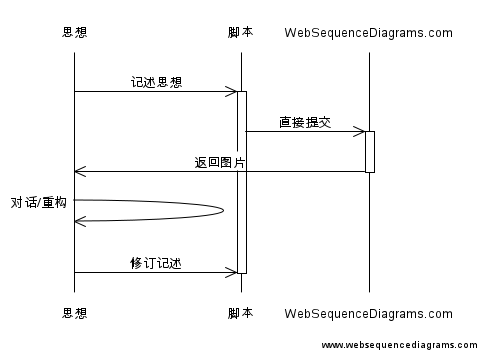 思想 脚本 WebSequenceDiagrams.com
记述思想
直接提交
返回图片
对话/重构
修订记述
思想 脚本 WebSequenceDiagrams.com
www.websequencediagrams.com